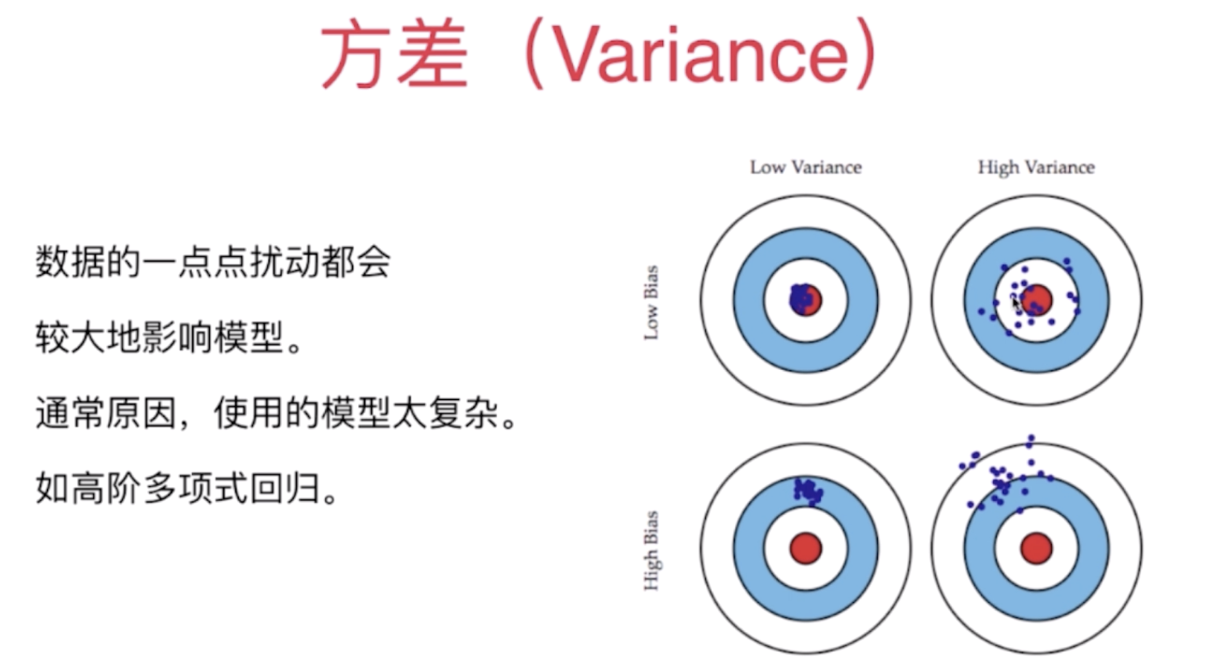 方差（Variance）
数据的一点点扰动都会
较大地影响模型。
通常原因，使用的模型太复杂。
如高阶多项式回归。
Low Variance
High Variance
Low Bias
High Bias